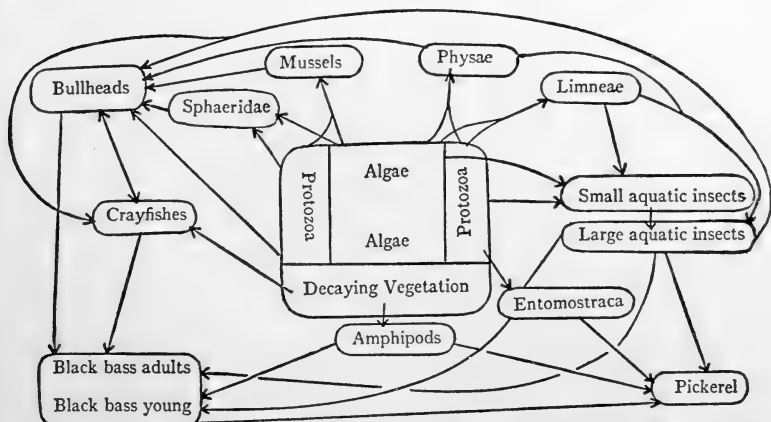 Mussels
Physae
Bullheads
Limneae
Sphaeridae
Protozoa
Algae
Protozoa
Small aquatic insects
Crayfishes
Algae
Large aquatic insects
Decaying Vegetation
Entomostraca
Amphipods
Black bass adults
Pickerel
Black bass young